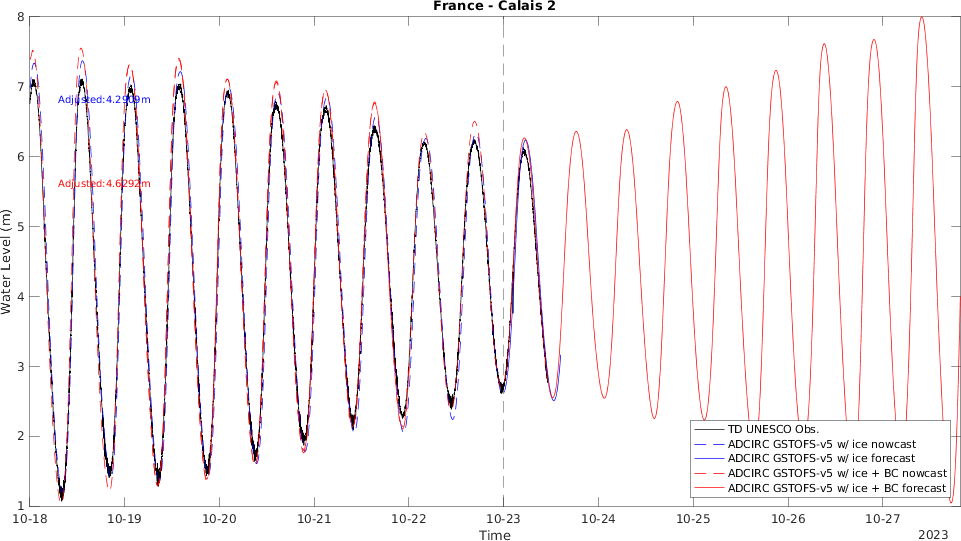 France - Calais 2
8
7
6
5
4
3
2
1
Water Level (m)
Adjusted:4.2909m
Adjusted:4.6292m
TD UNESCO Obs.
ADCIRC GSTOFS-v5 w/ ice nowcast
ADCIRC GSTOFS-v5 w/ ice forecast
ADCIRC GSTOFS-v5 w/ ice + BC nowcast
ADCIRC GSTOFS-v5 w/ ice + BC forecast
10-18 10-19 10-20 10-21 10-22 10-23 10-24 10-25 10-26 10-27
Time
2023